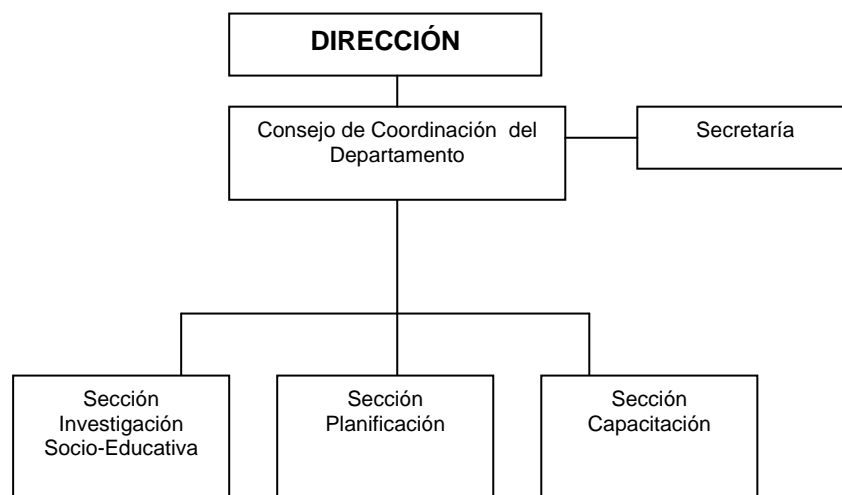 DIRECCIÓN
Consejo de Coordinación  del
Departamento
Secretaría
Sección
Investigación
Socio-Educativa
Sección
Planificación
Sección
Capacitación